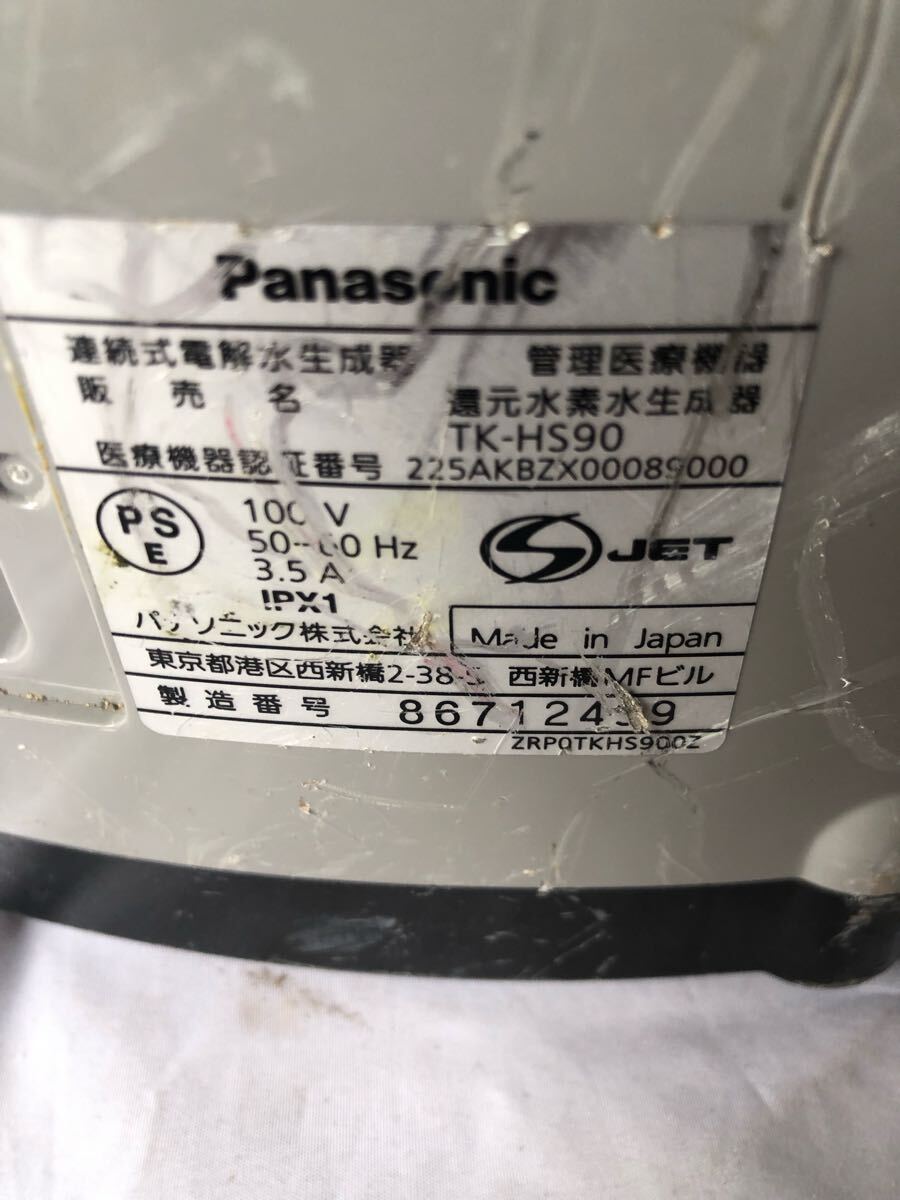 Panasonic
連続式電解水生成器 管理医療機器
販売名 還元水素水生成器
TK-HS90
医療機器認証番号 225AKBZX00089000
PS
E
100 V
50-60 Hz
3.5 A
IPX1
JET
パナソニック株式会社
Made in Japan
東京都港区西新橋2-38-5 西新橋MFビル
製造番号
ZRP0TKHS900Z